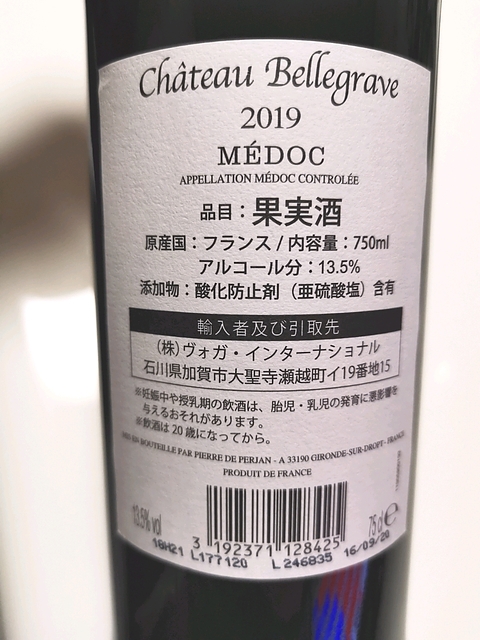 Château Bellegrave
2019
MÉDOC
APPELLATION MÉDOC CONTROLÉE
品目：果実酒
原産国：フランス / 内容量：750ml
アルコール分：13.5%
添加物：酸化防止剤（亜硫酸塩）含有
輸入者及び引取先
(株)ヴォガ・インターナショナル
石川県加賀市大聖寺瀬越町イ19番地15
※妊娠中や授乳期の飲酒は、胎児・乳児の発育に悪影響を
与えるおそれがあります。
※飲酒は20歳になってから。
MIS EN BOUTEILLE PAR PIERRE DE PERJAN - A 33190 GIRONDE-SUR-DROPT - FRANCE
PRODUIT DE FRANCE
13.5% vol
75 cl e
3 192371 128425
18H21 L177120 L246835 16/09/20